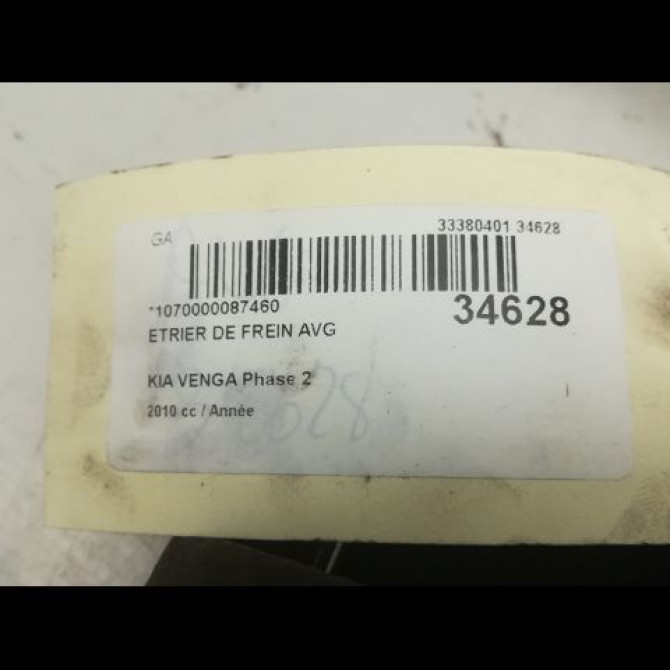 GA
33380401 34628
*1070000087460
34628
ETRIER DE FREIN AVG
KIA VENGA Phase 2
2010 cc / Année